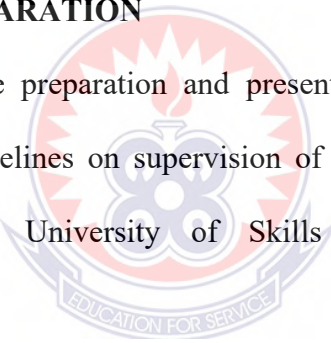 ARATION
e preparation and present
elines on supervision of
University of Skills
EDUCATION FOR SERVICE